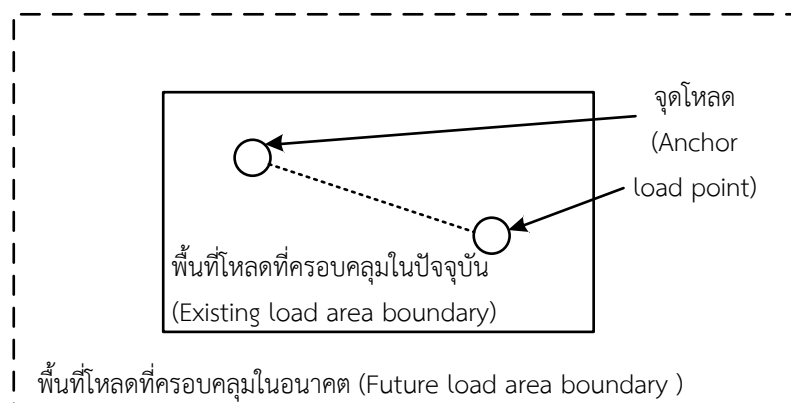 จุดโหลด
(Anchor
load point)
พื้นที่โหลดที่ครอบคลุมในปัจจุบัน
(Existing load area boundary)
พื้นที่โหลดที่ครอบคลุมในอนาคต (Future load area boundary )